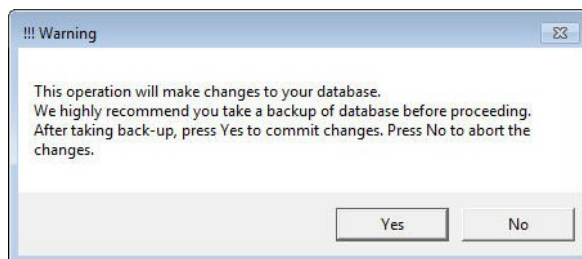 !!! Warning
This operation will make changes to your database.
We highly recommend you take a backup of database before proceeding.
After taking back-up, press Yes to commit changes. Press No to abort the
changes.
Yes
No